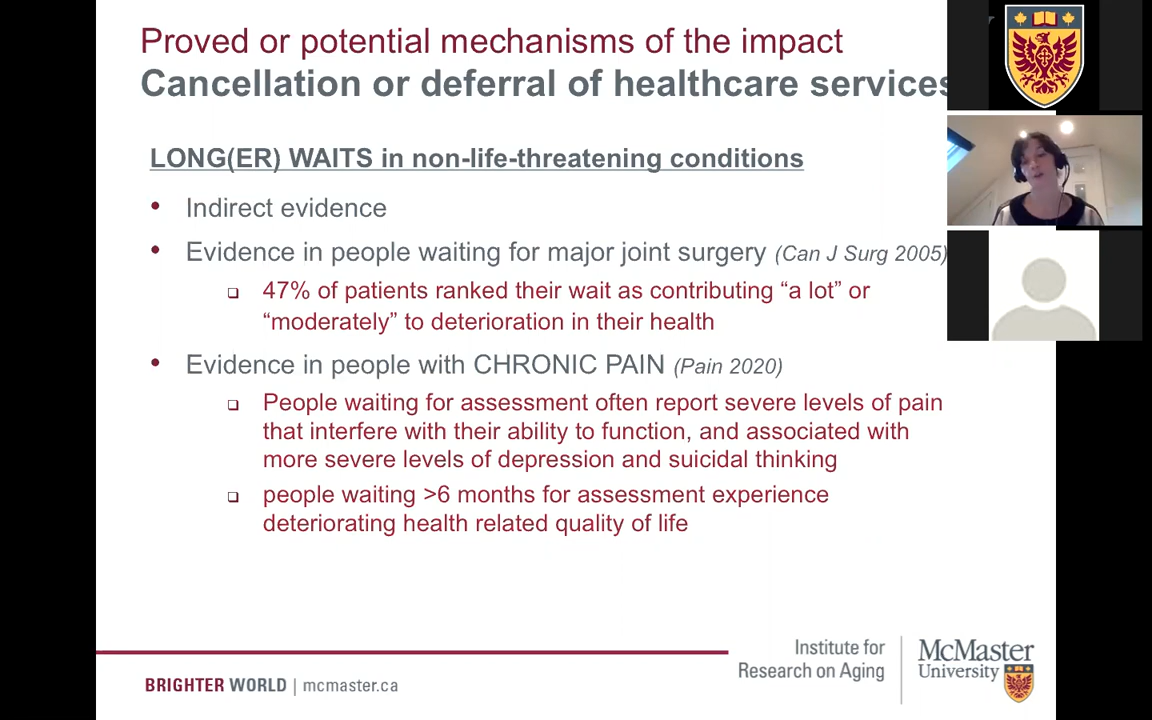 Proved or potential mechanisms of the impact
Cancellation or deferral of healthcare services
LONG(ER) WAITS in non-life-threatening conditions
• Indirect evidence
• Evidence in people waiting for major joint surgery (Can J Surg 2005)
❑ 47% of patients ranked their wait as contributing “a lot” or
“moderately” to deterioration in their health
• Evidence in people with CHRONIC PAIN (Pain 2020)
❑ People waiting for assessment often report severe levels of pain
that interfere with their ability to function, and associated with
more severe levels of depression and suicidal thinking
❑ people waiting >6 months for assessment experience
deteriorating health related quality of life
BRIGHTER WORLD | mcmaster.ca
Institute for
Research on Aging
McMaster
University